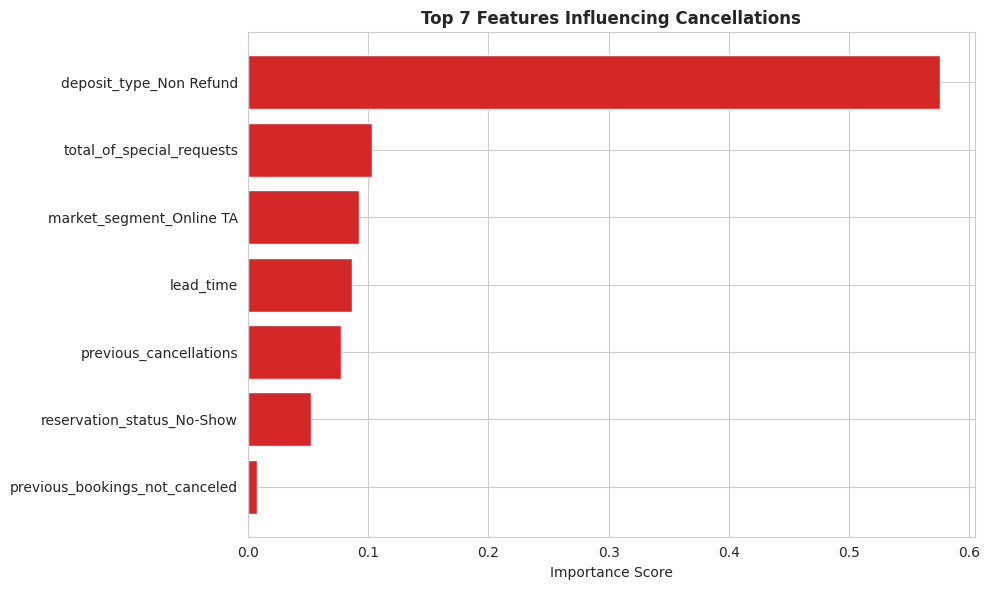 Top 7 Features Influencing Cancellations
deposit_type_Non Refund
total_of_special_requests
market_segment_Online TA
lead_time
previous_cancellations
reservation_status_No-Show
previous_bookings_not_canceled
0.0 0.1 0.2 0.3 0.4 0.5 0.6
Importance Score